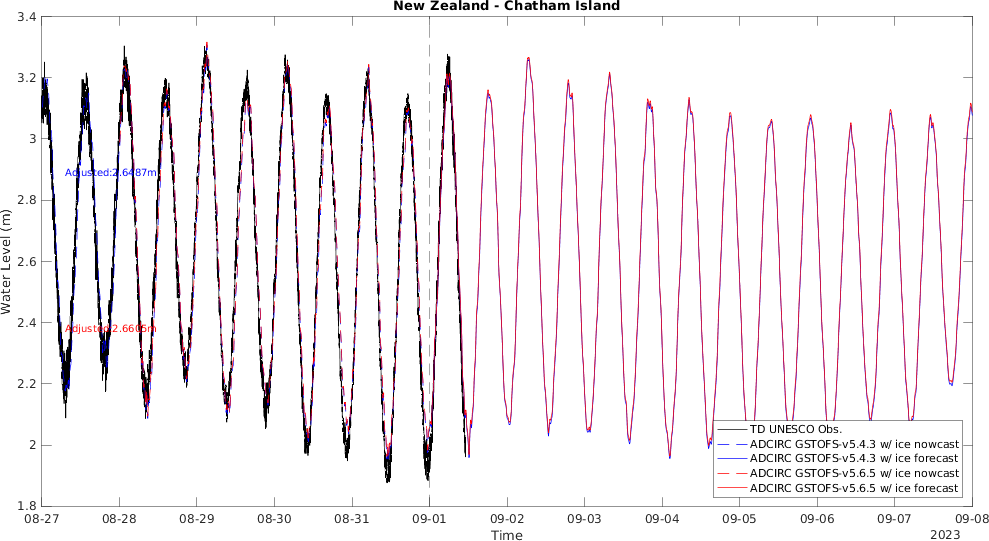 New Zealand - Chatham Island
3.4
3.2
3
2.8
2.6
2.4
2.2
2
1.8
Water Level (m)
Adjusted:2.6487m
Adjusted:2.6605m
TD UNESCO Obs.
ADCIRC GSTOFS-v5.4.3 w/ ice nowcast
ADCIRC GSTOFS-v5.4.3 w/ ice forecast
ADCIRC GSTOFS-v5.6.5 w/ ice nowcast
ADCIRC GSTOFS-v5.6.5 w/ ice forecast
08-27 08-28 08-29 08-30 08-31 09-01 09-02 09-03 09-04 09-05 09-06 09-07 09-08
Time
2023